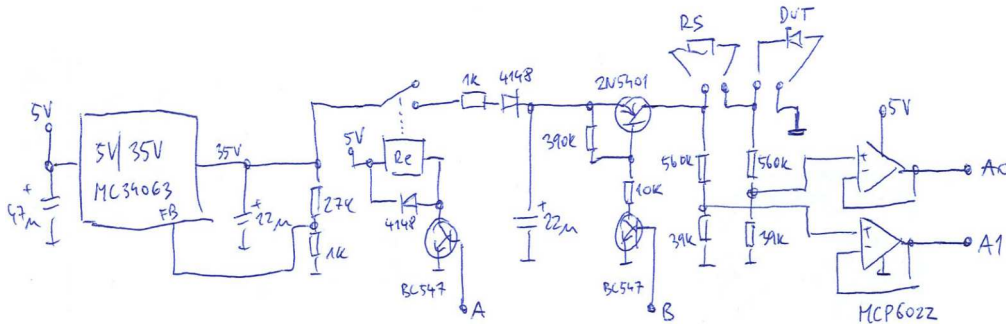 RS
DUT
1K
4148
2N5401
5V
5V/35V
MC34063
FB
35V
5V
Re
390K
560K
560K
5V
+
47µ
+
22µ
27K
1K
4148
BC547
A
+
22µ
10K
BC547
B
39K
39K
+
-
A0
+
-
A1
MCP6022